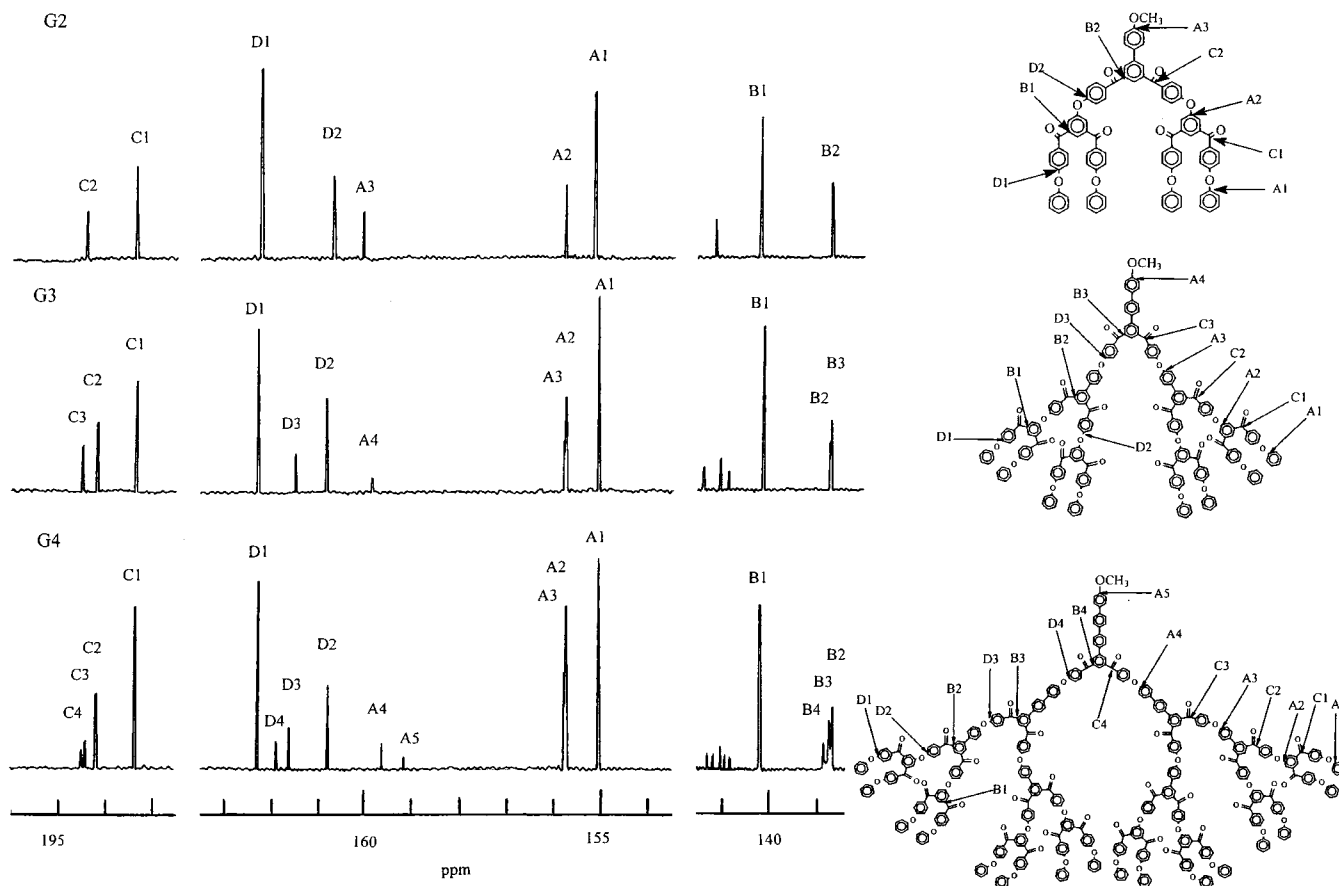 G2
D1
A1
B1
C1
C2
D2
A3
A2
B2
OCH₃
A3
B2
C2
D2
B1
A2
C1
D1
A1
G3
D1
A1
B1
C1
C2
C3
D2
D3
A4
A2
A3
B3
B2
OCH₃
A4
B3
C3
D3
B2
A3
C2
B1
A2
C1
A1
D1
D2
G4
D1
A1
B1
C1
C2
C3
C4
D2
D3
D4
A4
A5
A2
A3
B2
B3
B4
OCH₃
A5
B4
D4
A4
D3
B3
C3
A3
C2
B2
D1
D2
C4
A2
C1
A
B1
195
160
155
140
ppm